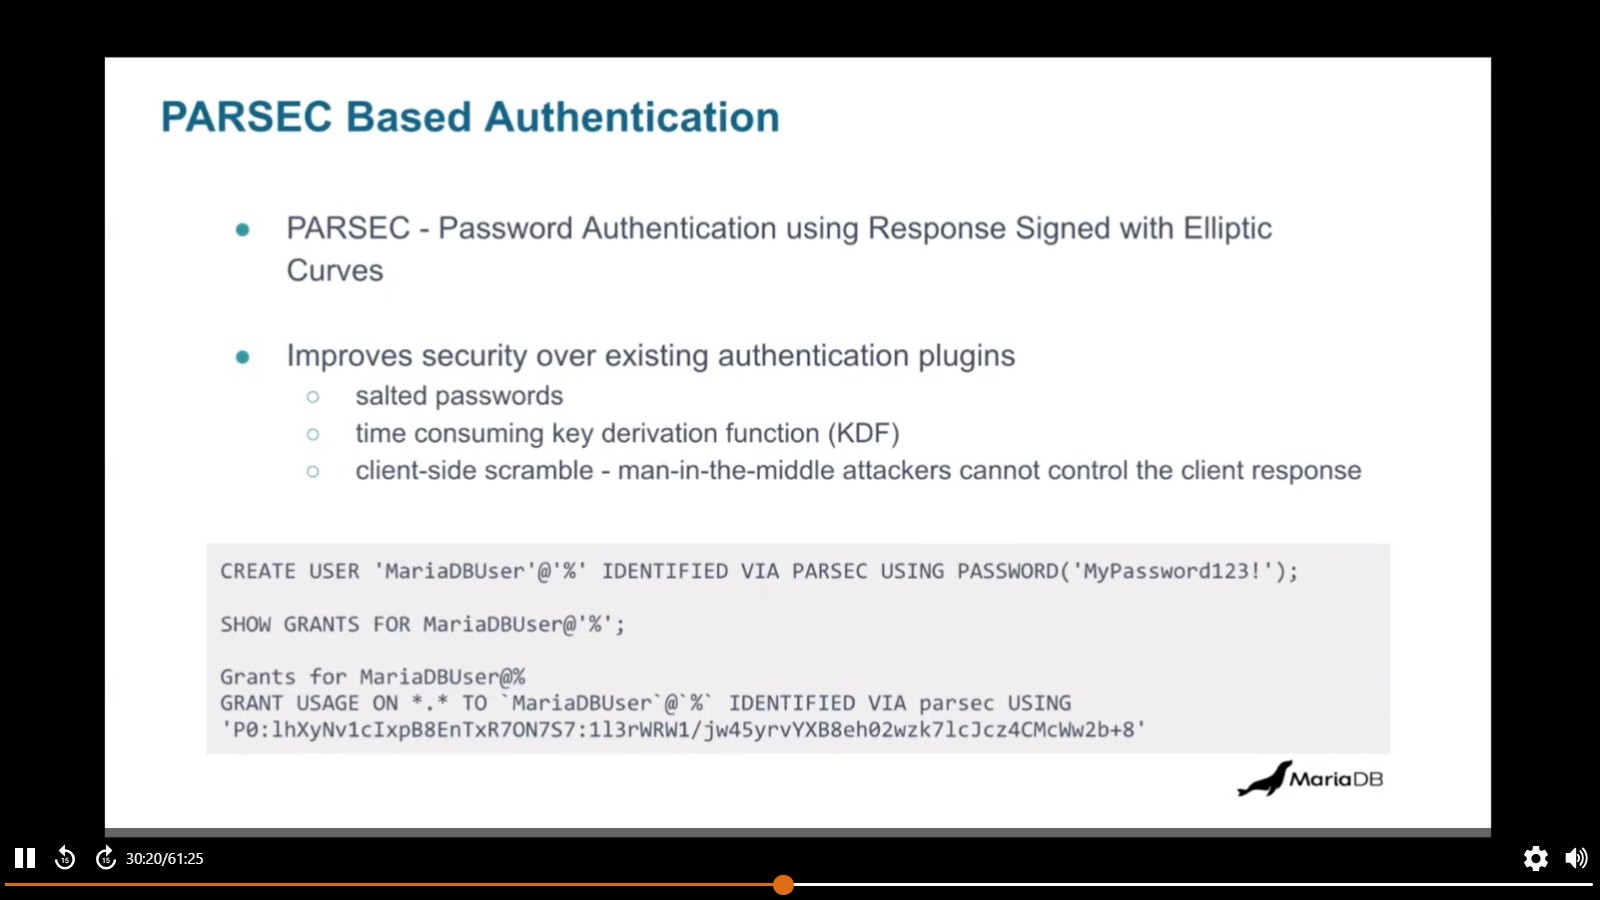 PARSEC Based Authentication
PARSEC - Password Authentication using Response Signed with Elliptic
Curves
Improves security over existing authentication plugins
salted passwords
time consuming key derivation function (KDF)
client-side scramble - man-in-the-middle attackers cannot control the client response
CREATE USER 'MariaDBUser'@'%' IDENTIFIED VIA PARSEC USING PASSWORD('MyPassword123!');
SHOW GRANTS FOR MariaDBUser@'%';
Grants for MariaDBUser@%
GRANT USAGE ON *.* TO `MariaDBUser`@`%` IDENTIFIED VIA parsec USING
'P0:lhXyNv1cIxpB8EnTxR7ON7S7:1l3rWRW1/jw45yrvYXB8eh02wzk7lcJcz4CMcWw2b+8'
MariaDB
15 15 30:20/61:25